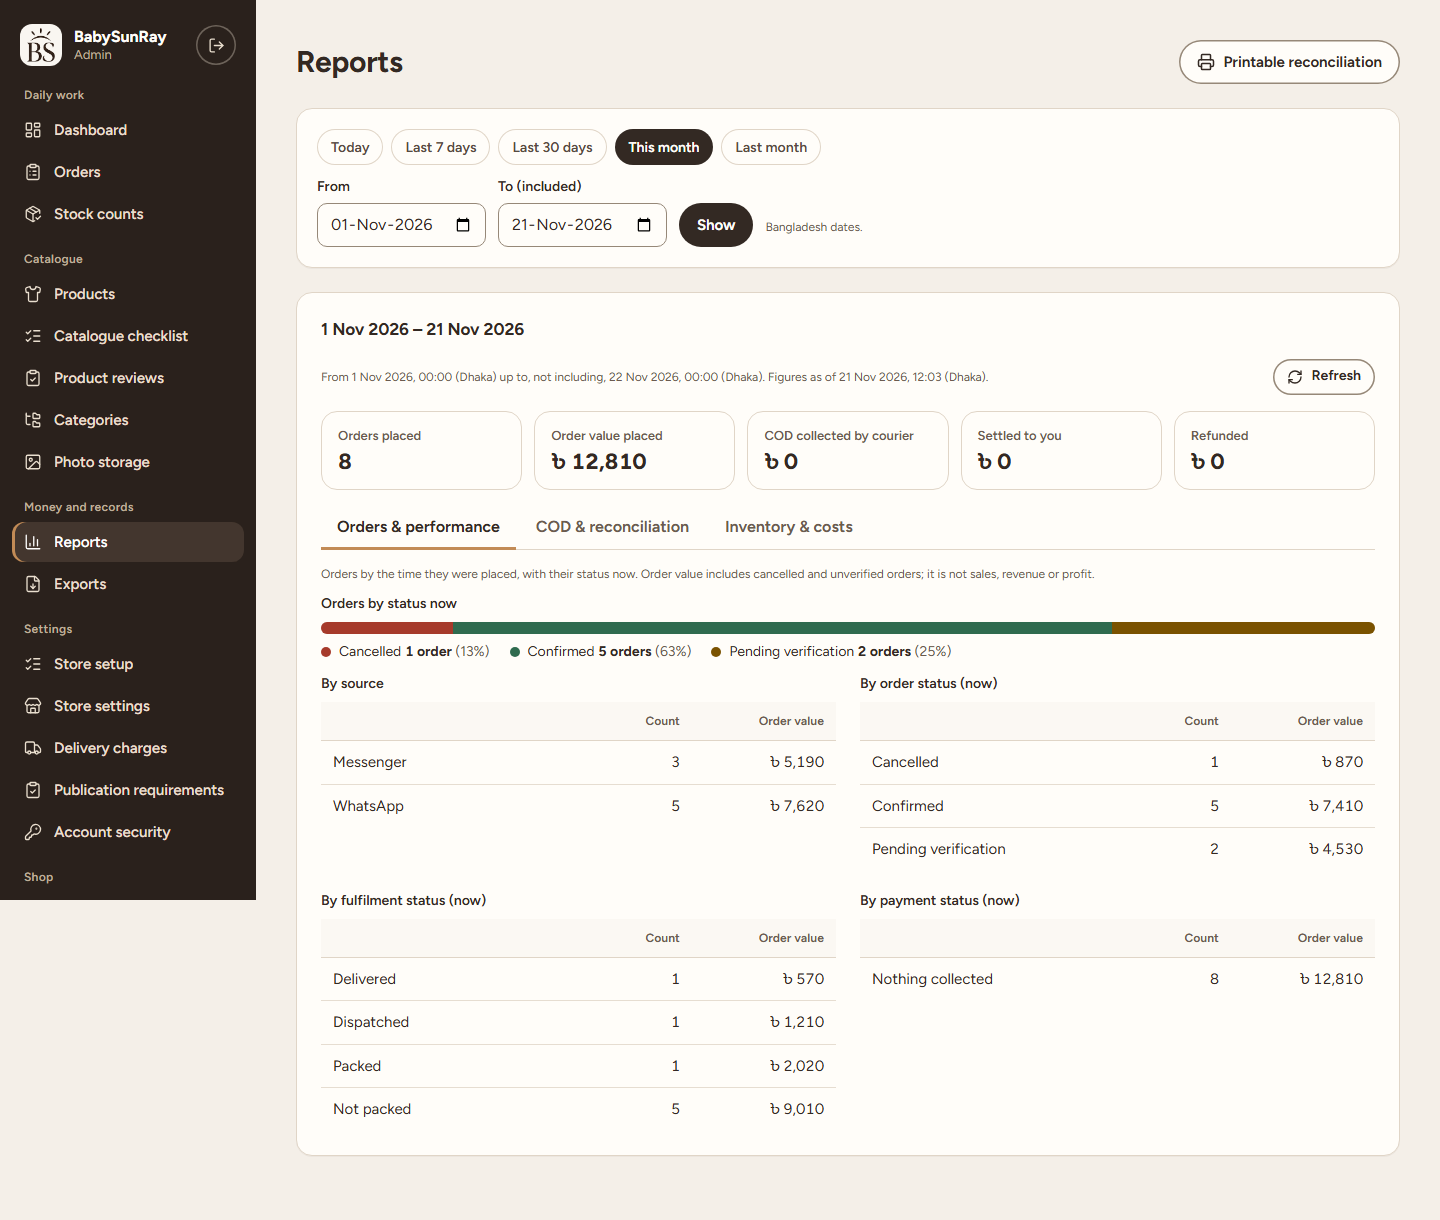 BS
BabySunRay
Admin
Daily work
Dashboard
Orders
Stock counts
Catalogue
Products
Catalogue checklist
Product reviews
Categories
Photo storage
Money and records
Reports
Exports
Settings
Store setup
Store settings
Delivery charges
Publication requirements
Account security
Shop
Reports
Printable reconciliation
Today Last 7 days Last 30 days This month Last month
From To (included)
01-Nov-2026 21-Nov-2026 Show Bangladesh dates.
1 Nov 2026 – 21 Nov 2026
From 1 Nov 2026, 00:00 (Dhaka) up to, not including, 22 Nov 2026, 00:00 (Dhaka). Figures as of 21 Nov 2026, 12:03 (Dhaka).
Refresh
Orders placed
8
Order value placed
৳ 12,810
COD collected by courier
৳ 0
Settled to you
৳ 0
Refunded
৳ 0
Orders & performance COD & reconciliation Inventory & costs
Orders by the time they were placed, with their status now. Order value includes cancelled and unverified orders; it is not sales, revenue or profit.
Orders by status now
Cancelled 1 order (13%) Confirmed 5 orders (63%) Pending verification 2 orders (25%)
By source
Count Order value
Messenger 3 ৳ 5,190
WhatsApp 5 ৳ 7,620
By order status (now)
Count Order value
Cancelled 1 ৳ 870
Confirmed 5 ৳ 7,410
Pending verification 2 ৳ 4,530
By fulfilment status (now)
Count Order value
Delivered 1 ৳ 570
Dispatched 1 ৳ 1,210
Packed 1 ৳ 2,020
Not packed 5 ৳ 9,010
By payment status (now)
Count Order value
Nothing collected 8 ৳ 12,810